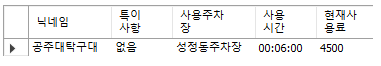 닉네임 특이사항 사용주차장 사용시간 현재사용료
공주대탁구대 없음 성정동주차장 00:06:00 4500